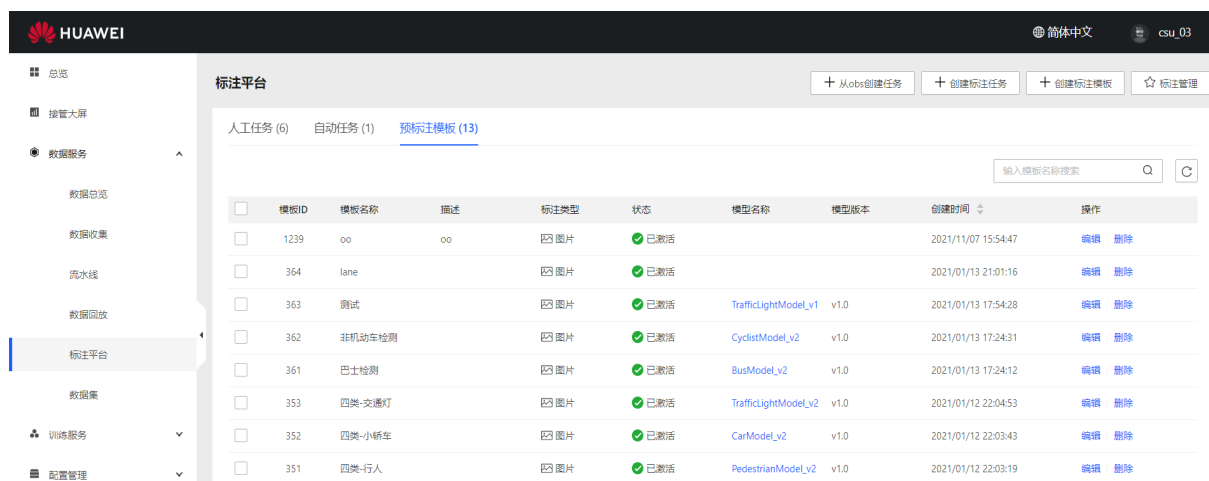 HUAWEI
简体中文
csu_03
总览
接管大屏
数据服务
数据总览
数据收集
流水线
数据回放
标注平台
数据集
训练服务
配置管理
标注平台
从obs创建任务
创建标注任务
创建标注模板
标注管理
人工任务 (6) 自动任务 (1) 预标注模板 (13)
输入模板名称搜索
模板ID 模板名称 描述 标注类型 状态 模型名称 模型版本 创建时间 操作
1239 oo oo 图片 已激活 2021/11/07 15:54:47 编辑 删除
364 lane 图片 已激活 2021/01/13 21:01:16 编辑 删除
363 测试 图片 已激活 TrafficLightModel_v1 v1.0 2021/01/13 17:54:28 编辑 删除
362 非机动车检测 图片 已激活 CyclistModel_v2 v1.0 2021/01/13 17:24:31 编辑 删除
361 巴士检测 图片 已激活 BusModel_v2 v1.0 2021/01/13 17:24:12 编辑 删除
353 四类-交通灯 图片 已激活 TrafficLightModel_v2 v1.0 2021/01/12 22:04:53 编辑 删除
352 四类-小轿车 图片 已激活 CarModel_v2 v1.0 2021/01/12 22:03:43 编辑 删除
351 四类-行人 图片 已激活 PedestrianModel_v2 v1.0 2021/01/12 22:03:19 编辑 删除